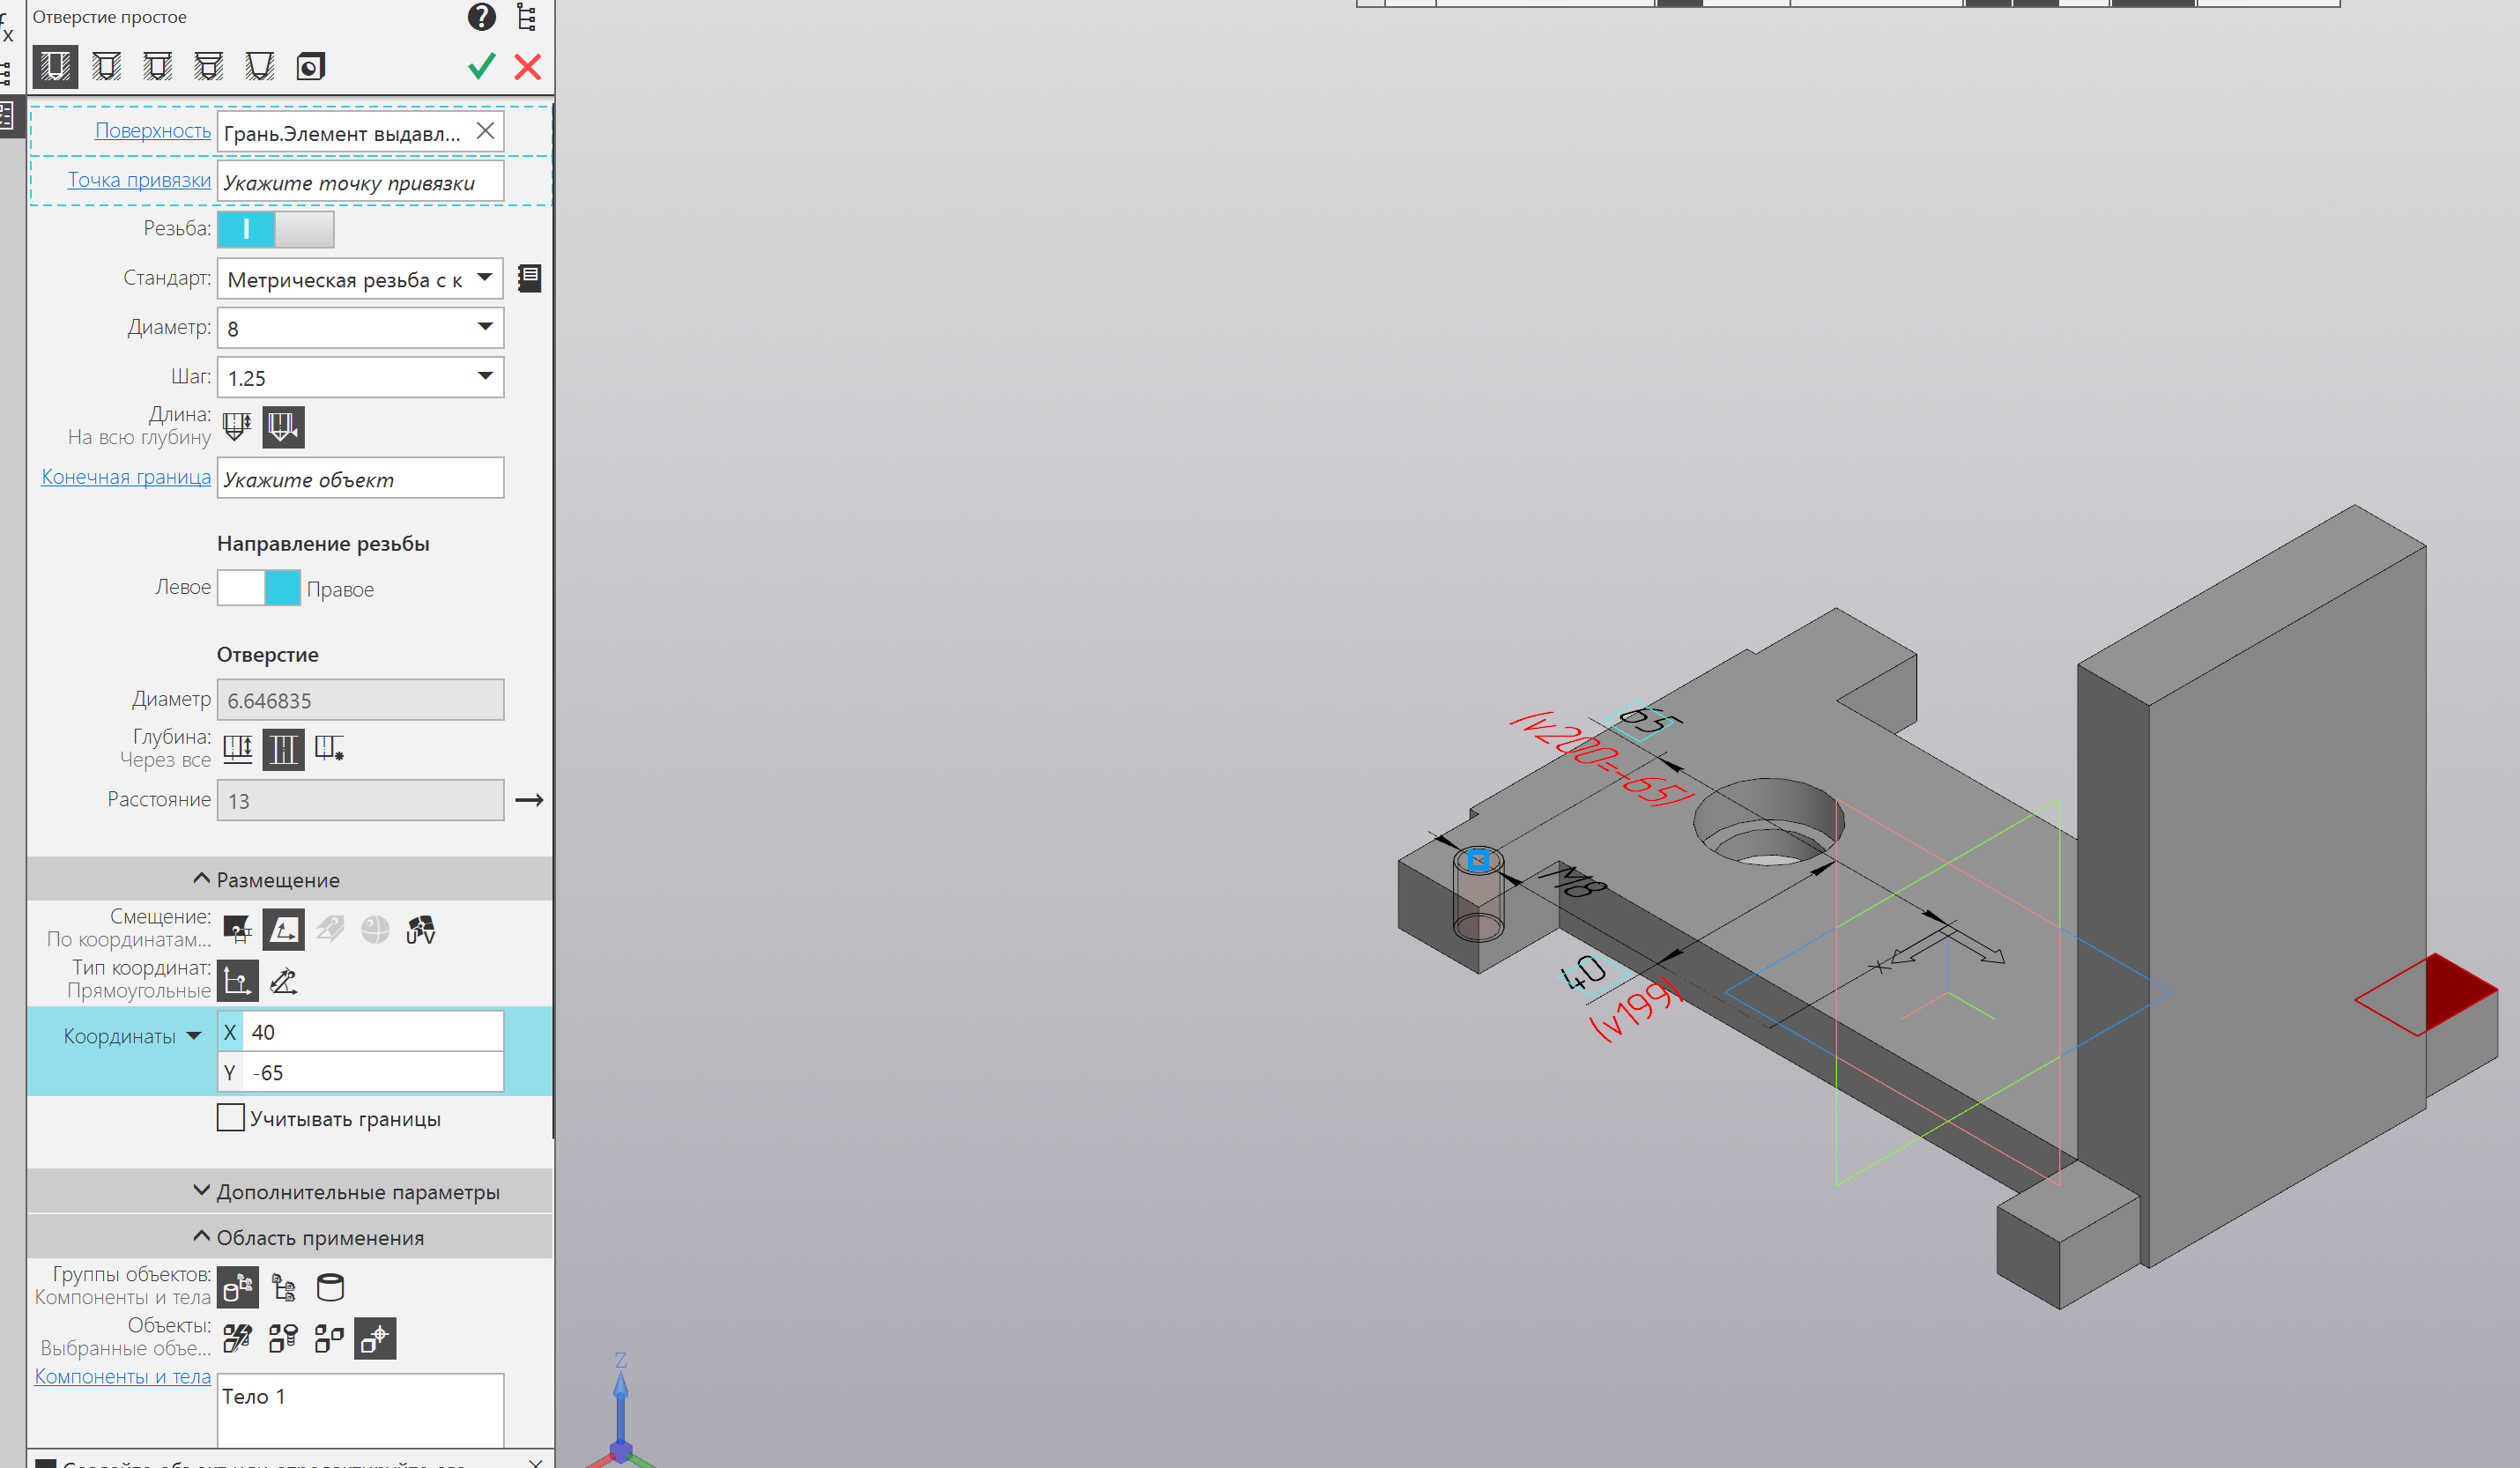 Отверстие простое
Поверхность Грань.Элемент выдавл...
Точка привязки Укажите точку привязки
Резьба:
Стандарт: Метрическая резьба с к
Диаметр: 8
Шаг: 1.25
Длина:
На всю глубину
Конечная граница Укажите объект
Направление резьбы
Левое Правое
Отверстие
Диаметр 6.646835
Глубина:
Через все
Расстояние 13
Размещение
Смещение:
По координатам...
UV
Тип координат:
Прямоугольные
Координаты X 40
Y -65
Учитывать границы
Дополнительные параметры
Область применения
Группы объектов:
Компоненты и тела
Объекты:
Выбранные объе...
Компоненты и тела
Тело 1
65
(v200=-65)
M8
40
(v199)
X
Z